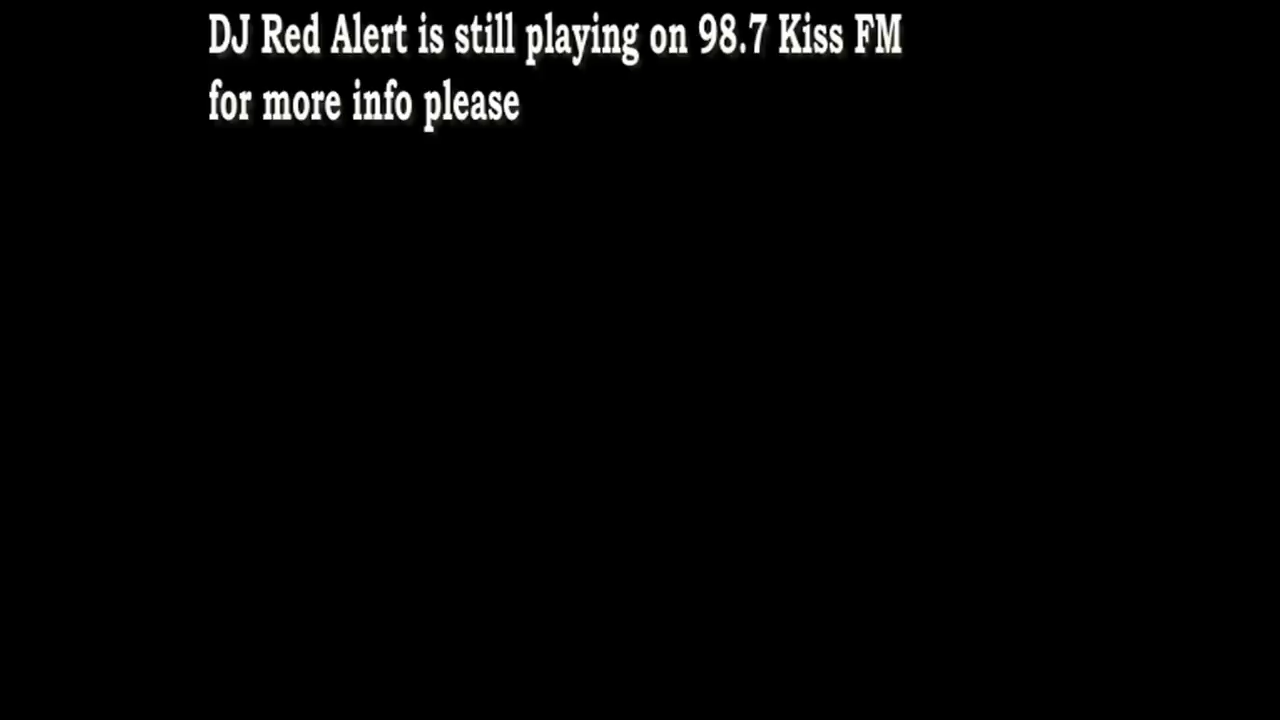 DJ Red Alert is still playing on 98.7 Kiss FM
for more info please